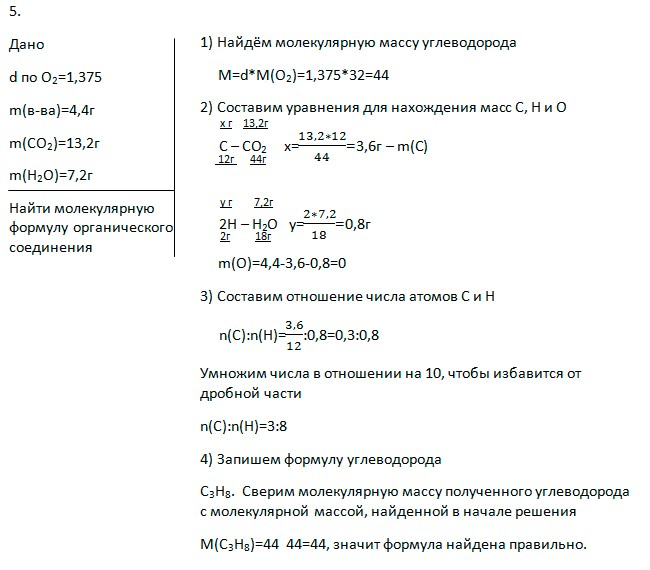 5.
Дано
d по O₂=1,375
m(в-ва)=4,4г
m(CO₂)=13,2г
m(H₂O)=7,2г
Найти молекулярную
формулу органического
соединения
1) Найдём молекулярную массу углеводорода
M=d*M(O₂)=1,375*32=44
2) Составим уравнения для нахождения масс C, H и O
x г 13,2г
C – CO₂ x=13,2*12/44=3,6г – m(C)
12г 44г
y г 7,2г
2H – H₂O y=2*7,2/18=0,8г
2г 18г
m(O)=4,4-3,6-0,8=0
3) Составим отношение числа атомов C и H
n(C):n(H)=3,6/12:0,8=0,3:0,8
Умножим числа в отношении на 10, чтобы избавится от
дробной части
n(C):n(H)=3:8
4) Запишем формулу углеводорода
C₃H₈. Сверим молекулярную массу полученного углеводорода
с молекулярной массой, найденной в начале решения
M(C₃H₈)=44 44=44, значит формула найдена правильно.